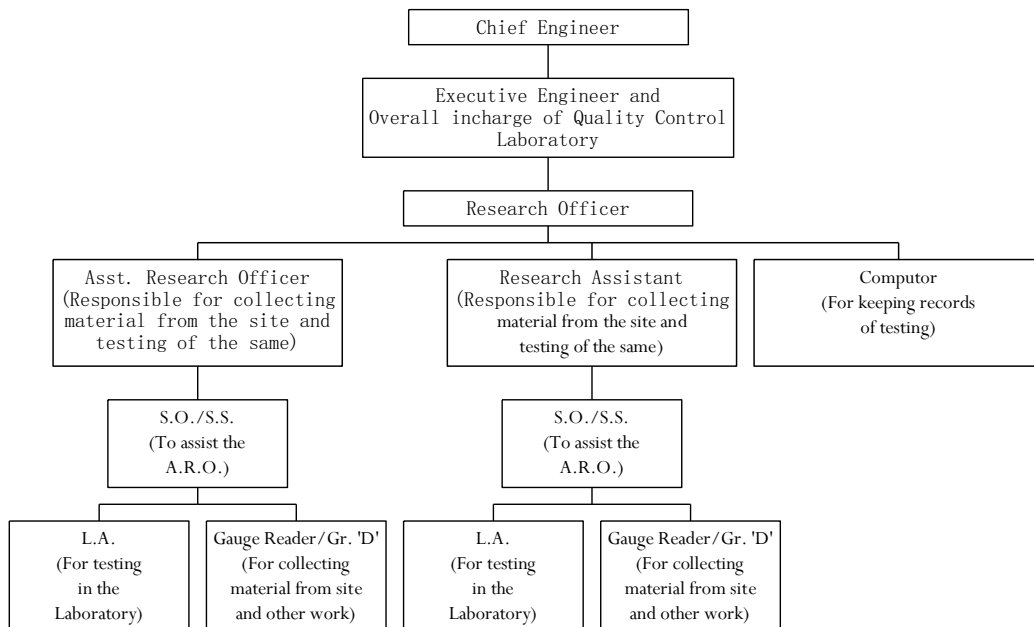 Chief Engineer
Executive Engineer and
Overall incharge of Quality Control
Laboratory
Research Officer
Asst. Research Officer
(Responsible for collecting
material from the site and
testing of the same)
Research Assistant
(Responsible for collecting
material from the site and
testing of the same)
Computor
(For keeping records
of testing)
S.O./S.S.
(To assist the
A.R.O.)
S.O./S.S.
(To assist the
A.R.O.)
L.A.
(For testing
in the
Laboratory)
Gauge Reader/Gr. 'D'
(For collecting
material from site
and other work)
L.A.
(For testing
in the
Laboratory)
Gauge Reader/Gr. 'D'
(For collecting
material from site
and other work)